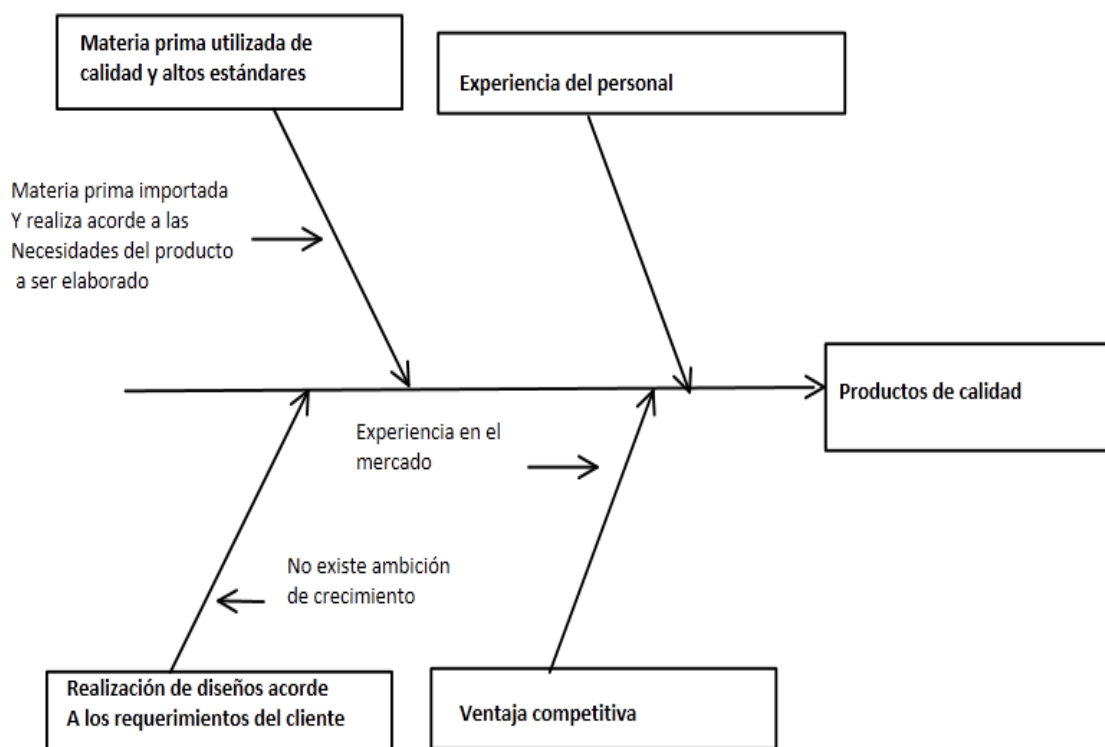 Materia prima utilizada de
calidad y altos estándares
Experiencia del personal
Materia prima importada
Y realiza acorde a las
Necesidades del producto
a ser elaborado
Productos de calidad
Experiencia en el
mercado
No existe ambición
de crecimiento
Realización de diseños acorde
A los requerimientos del cliente
Ventaja competitiva